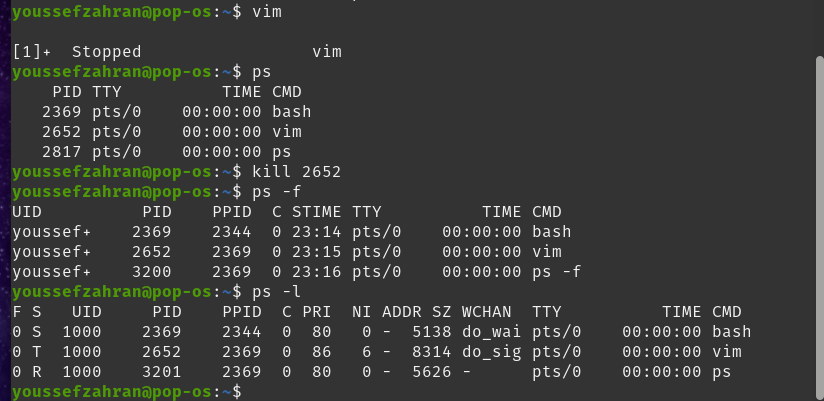 youssefzahran@pop-os:~$ vim

[1]+  Stopped                 vim
youssefzahran@pop-os:~$ ps
    PID TTY          TIME CMD
   2369 pts/0    00:00:00 bash
   2652 pts/0    00:00:00 vim
   2817 pts/0    00:00:00 ps
youssefzahran@pop-os:~$ kill 2652
youssefzahran@pop-os:~$ ps -f
UID          PID    PPID  C STIME TTY          TIME CMD
youssef+    2369    2344  0 23:14 pts/0    00:00:00 bash
youssef+    2652    2369  0 23:15 pts/0    00:00:00 vim
youssef+    3200    2369  0 23:16 pts/0    00:00:00 ps -f
youssefzahran@pop-os:~$ ps -l
F S   UID     PID    PPID  C PRI  NI ADDR SZ WCHAN  TTY          TIME CMD
0 S  1000    2369    2344  0  80   0 -  5138 do_wai pts/0    00:00:00 bash
0 T  1000    2652    2369  0  86   6 -  8314 do_sig pts/0    00:00:00 vim
0 R  1000    3201    2369  0  80   0 -  5626 -      pts/0    00:00:00 ps
youssefzahran@pop-os:~$